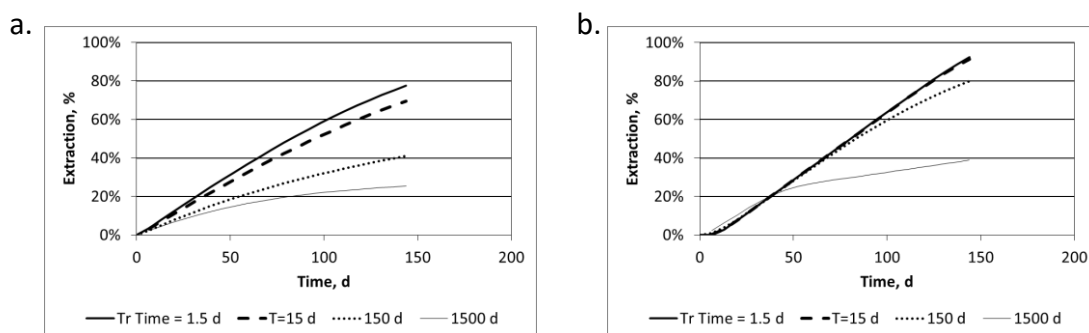 a.
100%
80%
60%
40%
20%
0%
Extraction, %
0 50 100 150 200
Time, d
Tr Time = 1.5 d T=15 d 150 d 1500 d
b.
100%
80%
60%
40%
20%
0%
Extraction, %
0 50 100 150 200
Time, d
Tr Time = 1.5 d T=15 d 150 d 1500 d